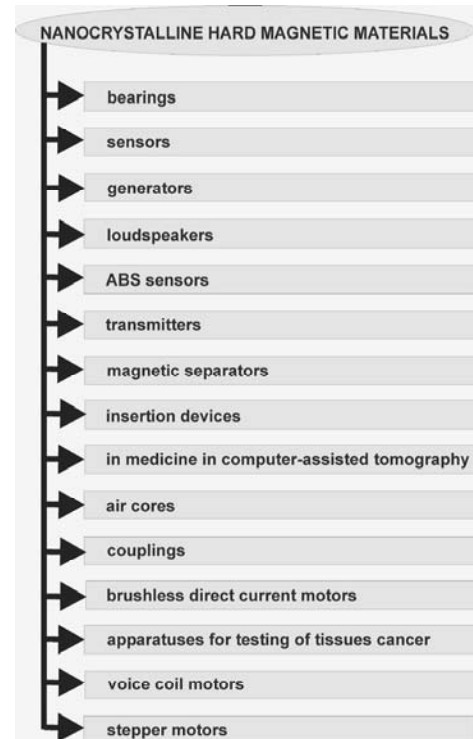 NANOCRYSTALLINE HARD MAGNETIC MATERIALS
bearings
sensors
generators
loudspeakers
ABS sensors
transmitters
magnetic separators
insertion devices
in medicine in computer-assisted tomography
air cores
couplings
brushless direct current motors
apparatuses for testing of tissues cancer
voice coil motors
stepper motors